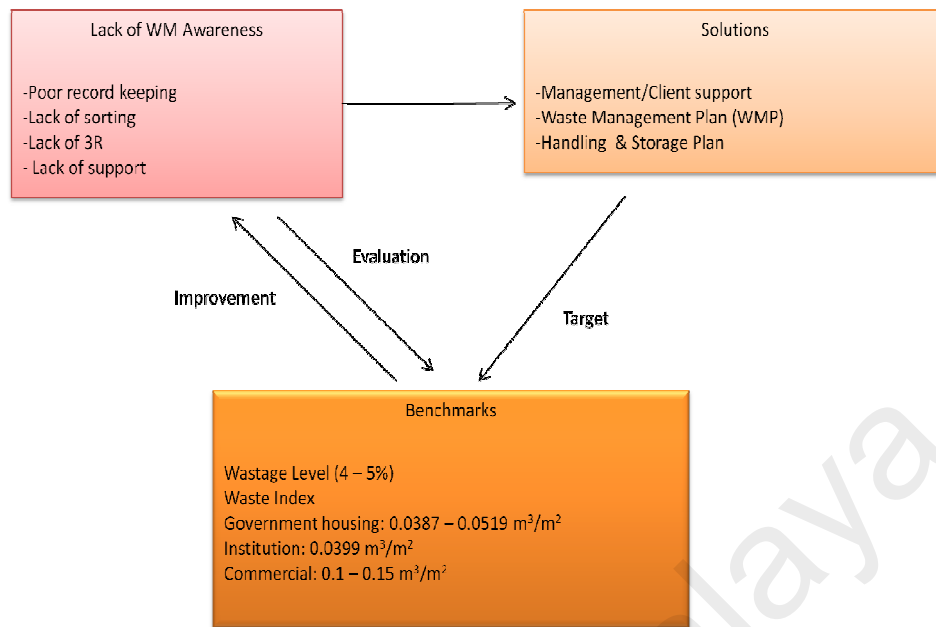 Lack of WM Awareness
-Poor record keeping
-Lack of sorting
-Lack of 3R
- Lack of support
Solutions
-Management/Client support
-Waste Management Plan (WMP)
-Handling & Storage Plan
Evaluation
Improvement
Target
Benchmarks
Wastage Level (4 – 5%)
Waste Index
Government housing: 0.0387 – 0.0519 m³/m²
Institution: 0.0399 m³/m²
Commercial: 0.1 – 0.15 m³/m²
laya